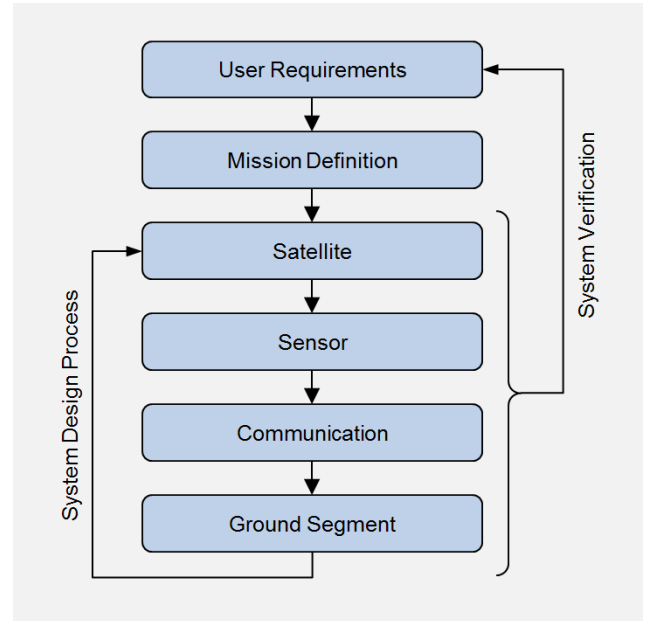 User Requirements
Mission Definition
Satellite
Sensor
Communication
Ground Segment
System Design Process
System Verification